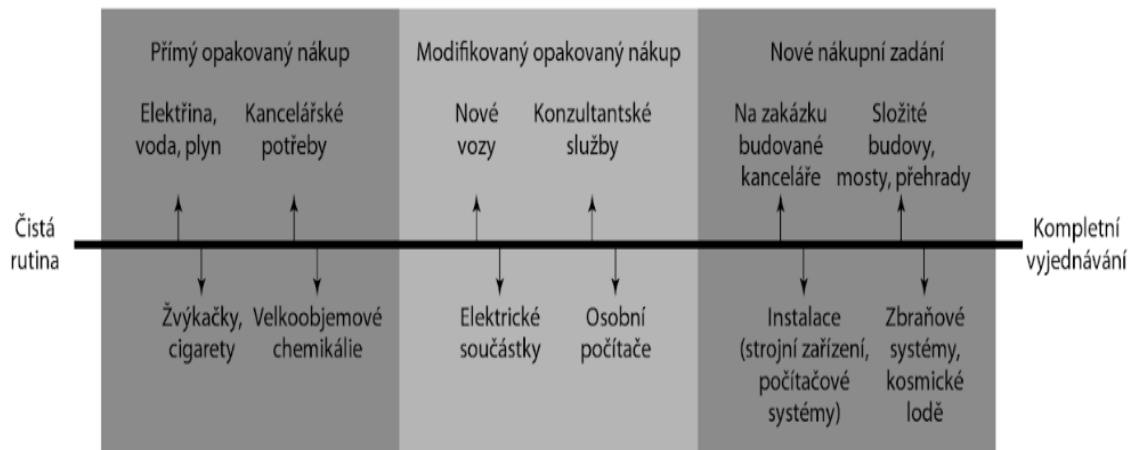 Přímý opakovaný nákup
Modifikovaný opakovaný nákup
Nové nákupní zadání
Elektřina,
voda, plyn
Kancelářské
potřeby
Nové
vozy
Konzultantské
služby
Na zakázku
budované
kanceláře
Složité
budovy,
mosty, přehrady
Čistá
rutina
Kompletní
vyjednávání
Žvýkačky,
cigarety
Velkoobjemové
chemikálie
Elektrické
součástky
Osobní
počítače
Instalace
(strojní zařízení,
počítačové
systémy)
Zbraňové
systémy,
kosmické
lodě